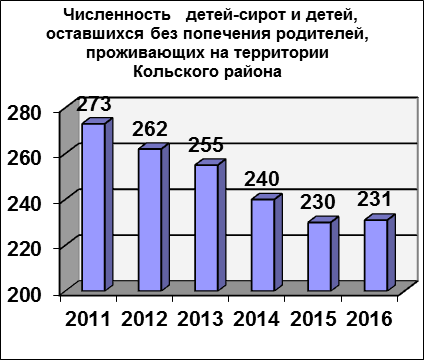 Численность детей-сирот и детей,
оставшихся без попечения родителей,
проживающих на территории
Кольского района
280
260
240
220
200
273
262
255
240
230
231
2011 2012 2013 2014 2015 2016